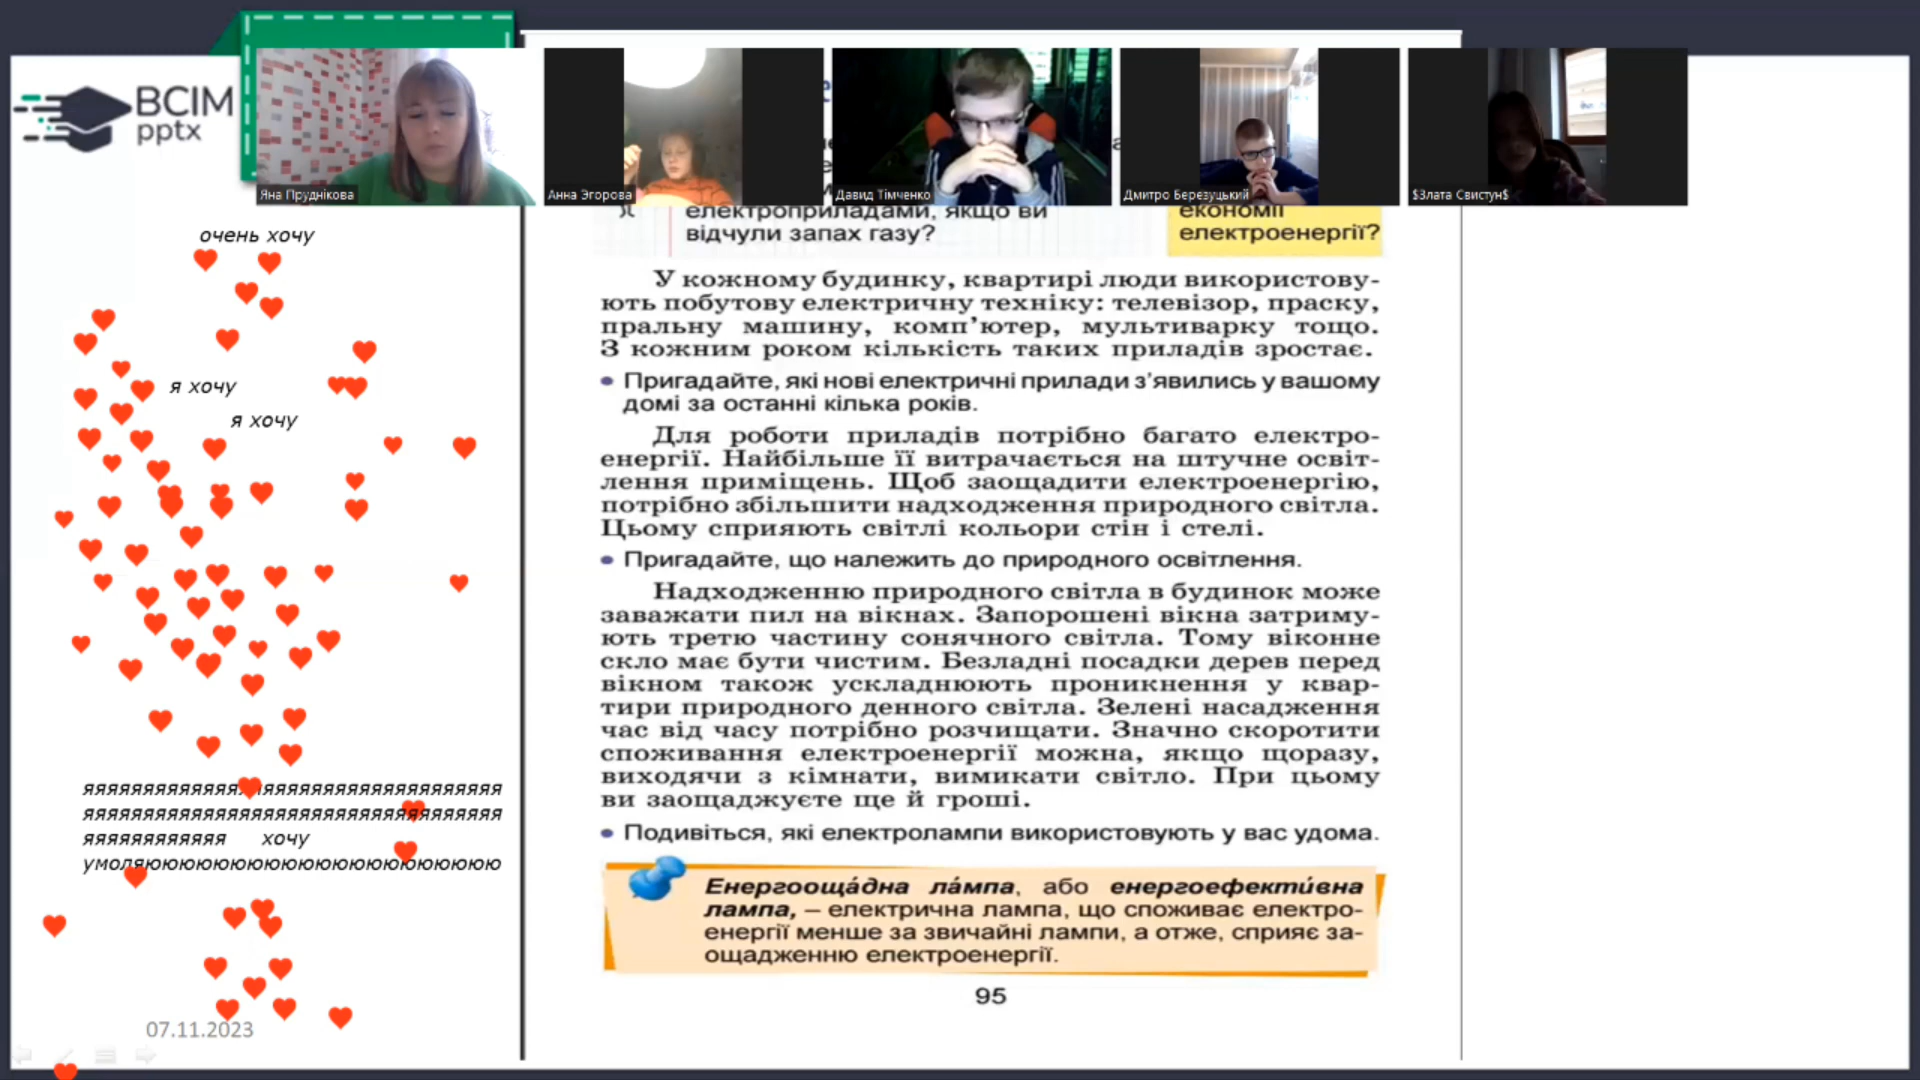 ВСІМ
pptx
Яна Пруднікова
Анна Эгорова
Давид Тімченко
Дмитро Березуцький
$Злата Свистун$
очень хочу
я хочу
я хочу
яяяяяяяяяяяяяяяяяяяяяяяяяяяяяяяяяяя
яяяяяяяяяяяяяяяяяяяяяяяяяяяяяяяяяяя
яяяяяяяяяяяя хочу
умоляюююююююююююююююююююююю
07.11.2023
електроприладами, якщо ви
відчули запах газу?
економії
електроенергії?
У кожному будинку, квартирі люди використову-
ють побутову електричну техніку: телевізор, праску,
пральну машину, комп’ютер, мультиварку тощо.
З кожним роком кількість таких приладів зростає.
• Пригадайте, які нові електричні прилади з’явились у вашому
домі за останні кілька років.
Для роботи приладів потрібно багато електро-
енергії. Найбільше її витрачається на штучне освіт-
лення приміщень. Щоб заощадити електроенергію,
потрібно збільшити надходження природного світла.
Цьому сприяють світлі кольори стін і стелі.
• Пригадайте, що належить до природного освітлення.
Надходженню природного світла в будинок може
заважати пил на вікнах. Запорошені вікна затриму-
ють третю частину сонячного світла. Тому віконне
скло має бути чистим. Безладні посадки дерев перед
вікном також ускладнюють проникнення у квар-
тири природного денного світла. Зелені насадження
час від часу потрібно розчищати. Значно скоротити
споживання електроенергії можна, якщо щоразу,
виходячи з кімнати, вимикати світло. При цьому
ви заощаджуєте ще й гроші.
• Подивіться, які електролампи використовують у вас удома.
Енергоощáдна лáмпа, або енергоефектúвна
лампа, – електрична лампа, що споживає електро-
енергії менше за звичайні лампи, а отже, сприяє за-
ощадженню електроенергії.
95